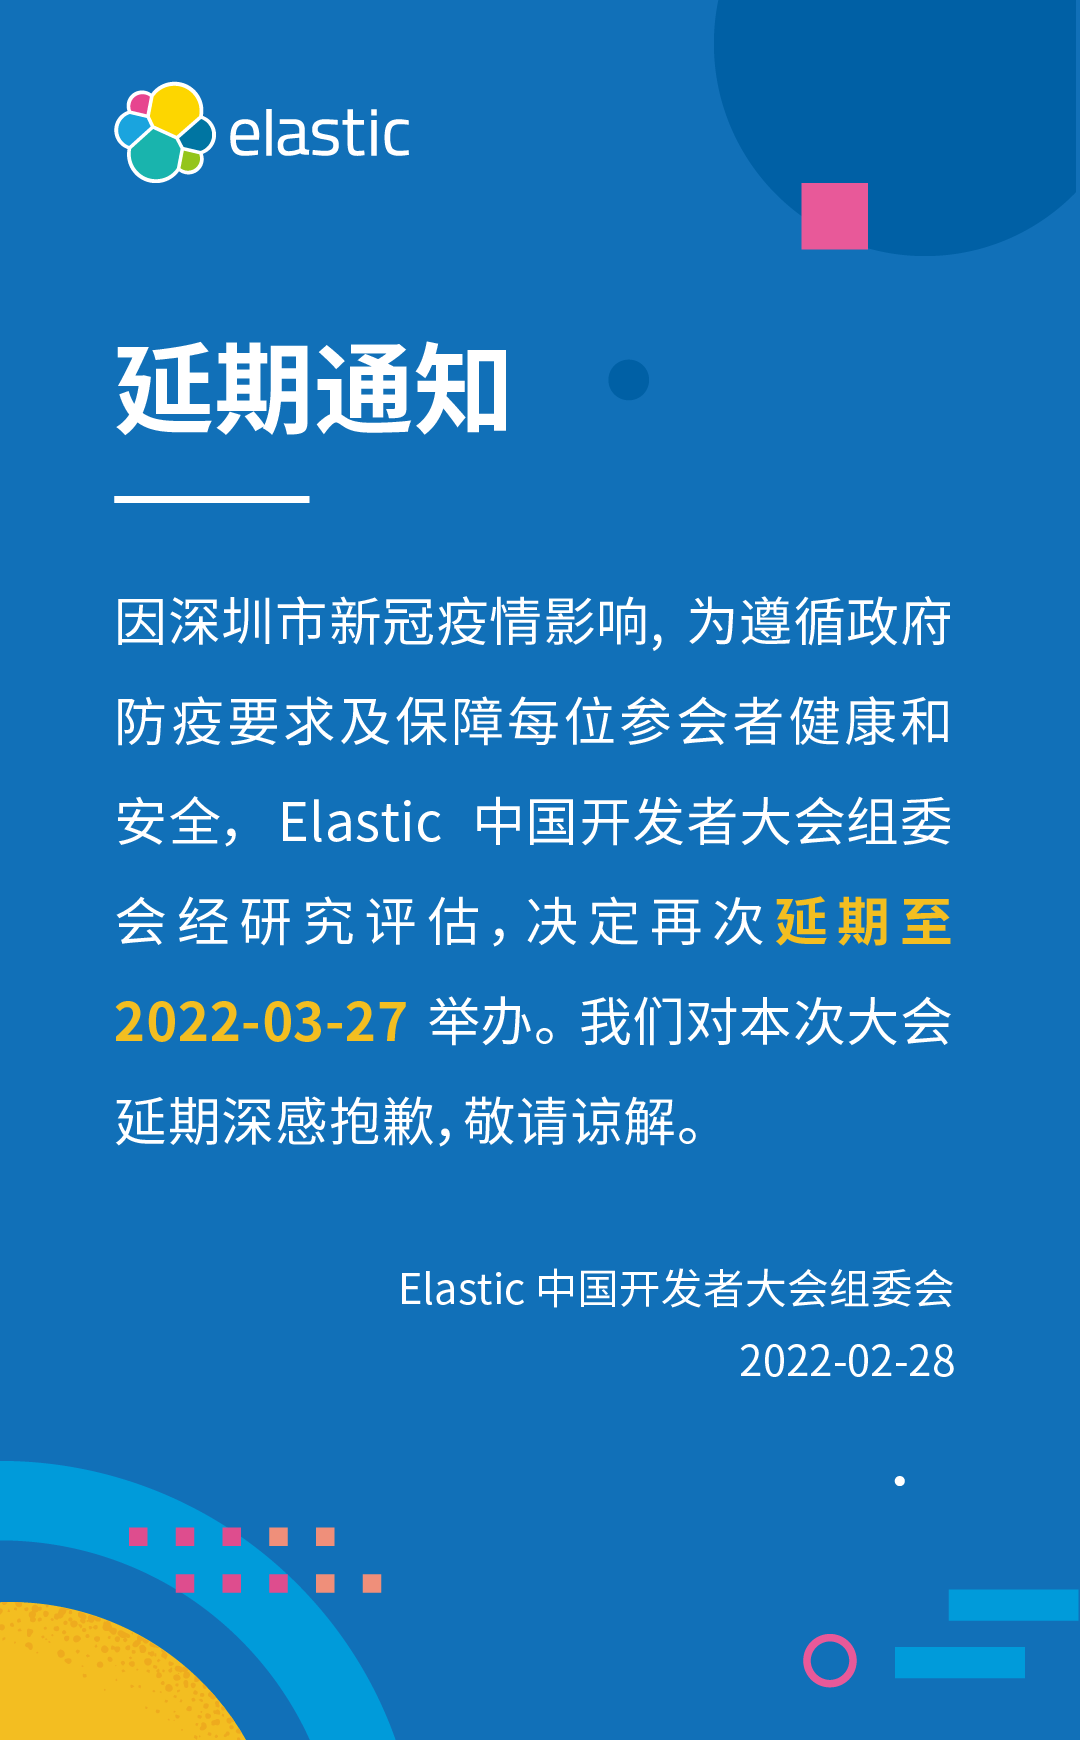 elastic
延期通知
因深圳市新冠疫情影响，为遵循政府
防疫要求及保障每位参会者健康和
安全， Elastic 中国开发者大会组委
会经研究评估，决定再次延期至
2022-03-27 举办。我们对本次大会
延期深感抱歉，敬请谅解。
Elastic 中国开发者大会组委会
2022-02-28